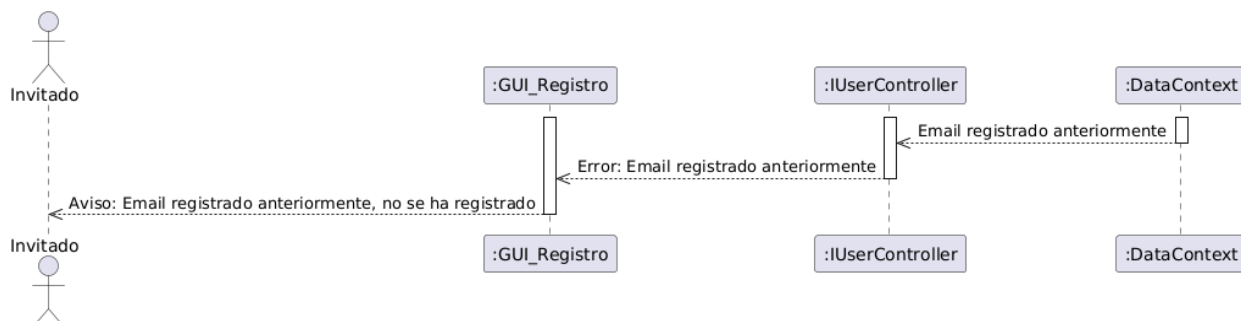 Invitado
:GUI_Registro
:IUserController
:DataContext
Email registrado anteriormente
Error: Email registrado anteriormente
Aviso: Email registrado anteriormente, no se ha registrado
Invitado
:GUI_Registro
:IUserController
:DataContext